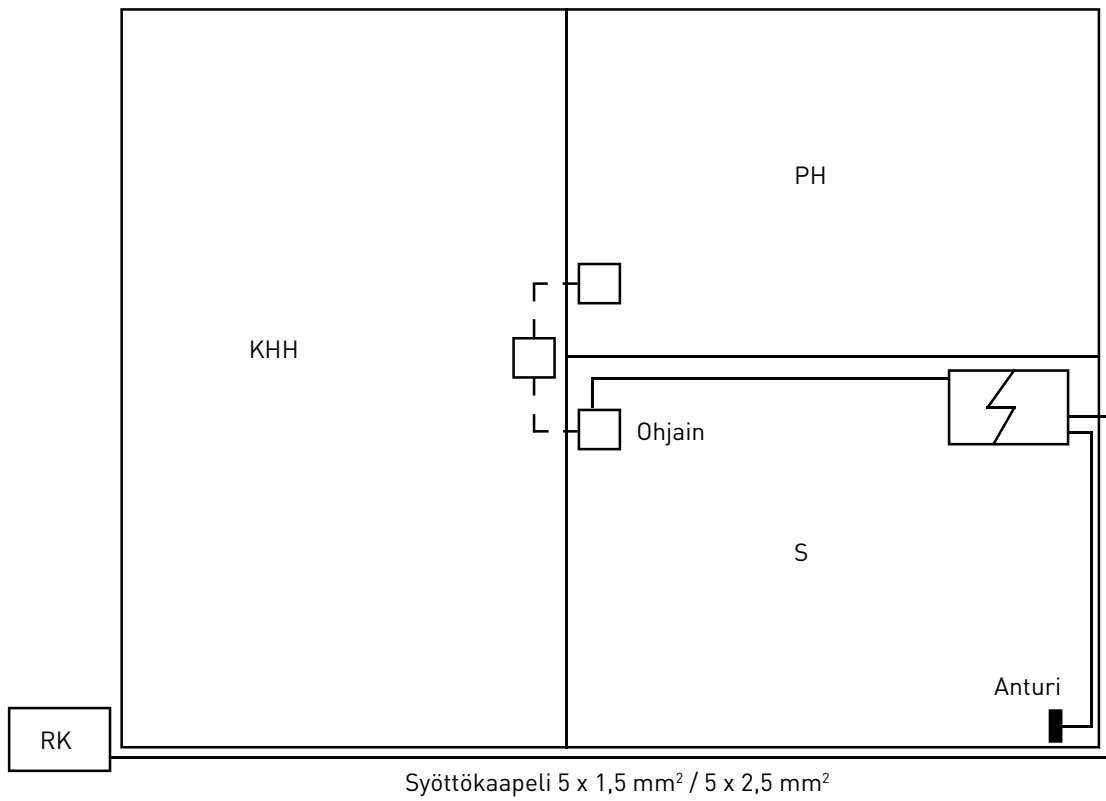 PH
KHH
Ohjain
S
Anturi
RK
Syöttökaapeli 5 x 1,5 mm² / 5 x 2,5 mm²